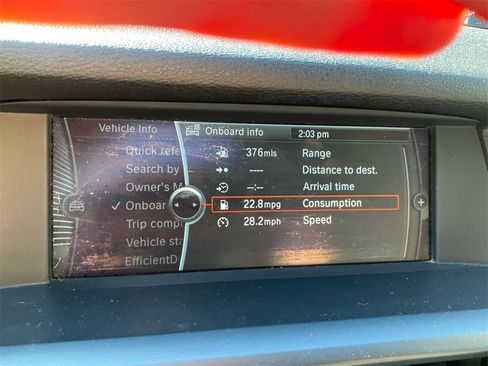 Vehicle Info
Onboard info
2:03 pm
Quick refe
Search by
Owner's M
Onboar
Trip comp
Vehicle sta
EfficientD
376mls Range
---- Distance to dest.
--:-- Arrival time
22.8mpg Consumption
28.2mph Speed